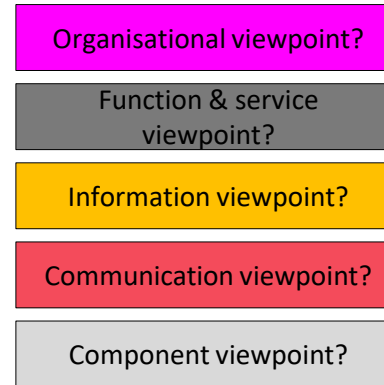 Organisational viewpoint?
Function & service
viewpoint?
Information viewpoint?
Communication viewpoint?
Component viewpoint?